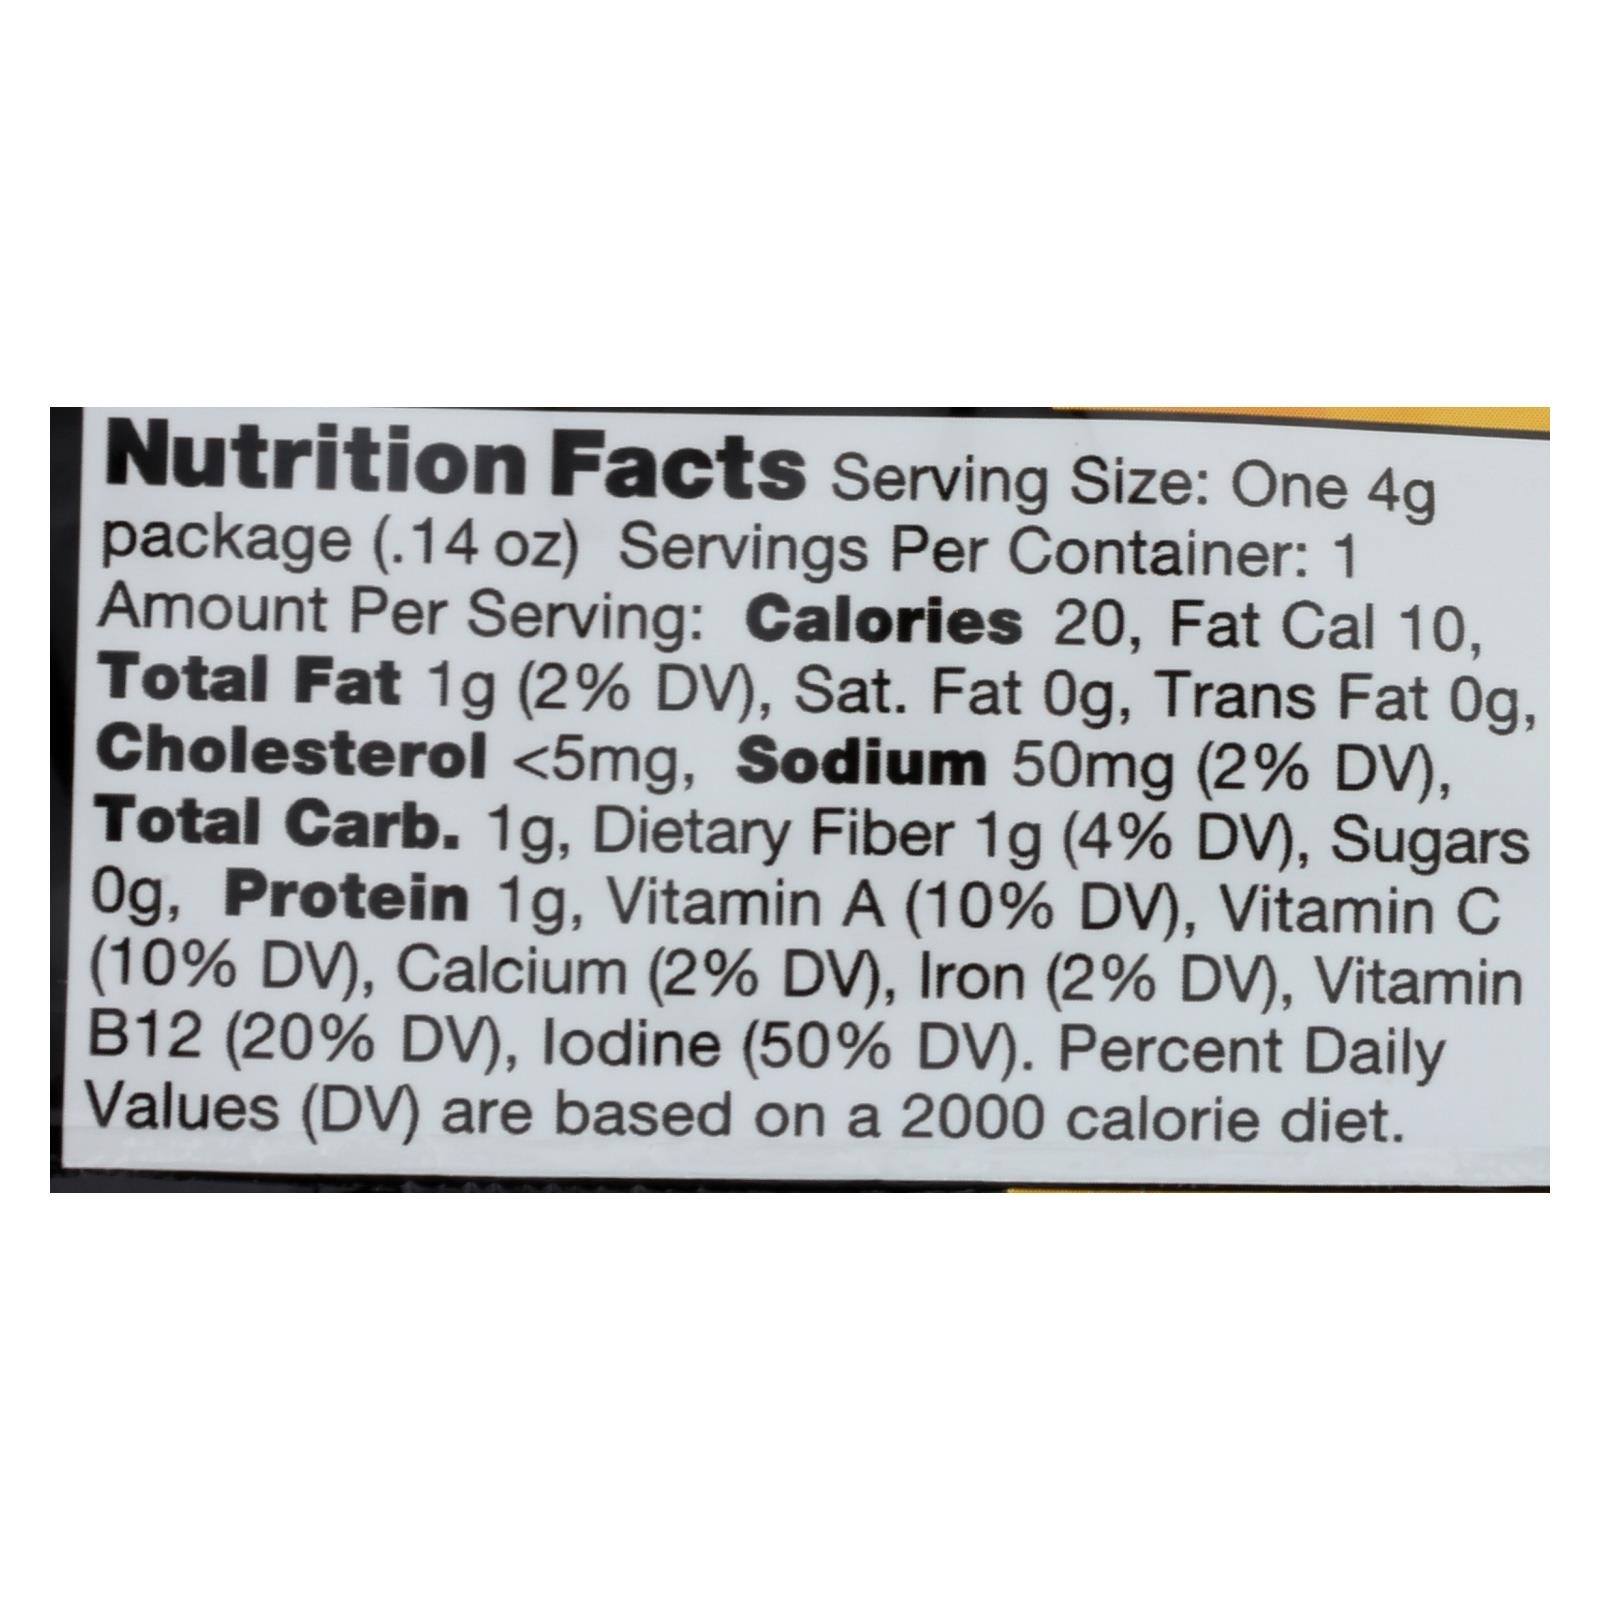 Nutrition Facts Serving Size: One 4g
package (.14 oz) Servings Per Container: 1
Amount Per Serving: Calories 20, Fat Cal 10,
Total Fat 1g (2% DV), Sat. Fat 0g, Trans Fat 0g,
Cholesterol <5mg, Sodium 50mg (2% DV),
Total Carb. 1g, Dietary Fiber 1g (4% DV), Sugars
0g, Protein 1g, Vitamin A (10% DV), Vitamin C
(10% DV), Calcium (2% DV), Iron (2% DV), Vitamin
B12 (20% DV), Iodine (50% DV). Percent Daily
Values (DV) are based on a 2000 calorie diet.